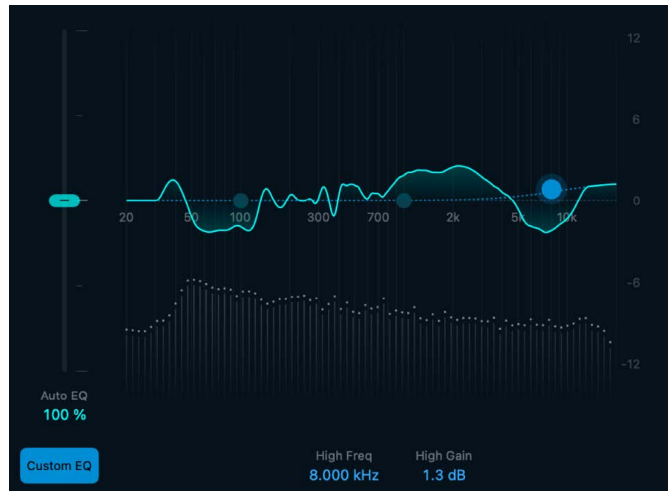 12
6
0
20 50 100 300 700 2k 5k 10k
-6
-12
Auto EQ
100 %
Custom EQ
High Freq High Gain
8.000 kHz 1.3 dB